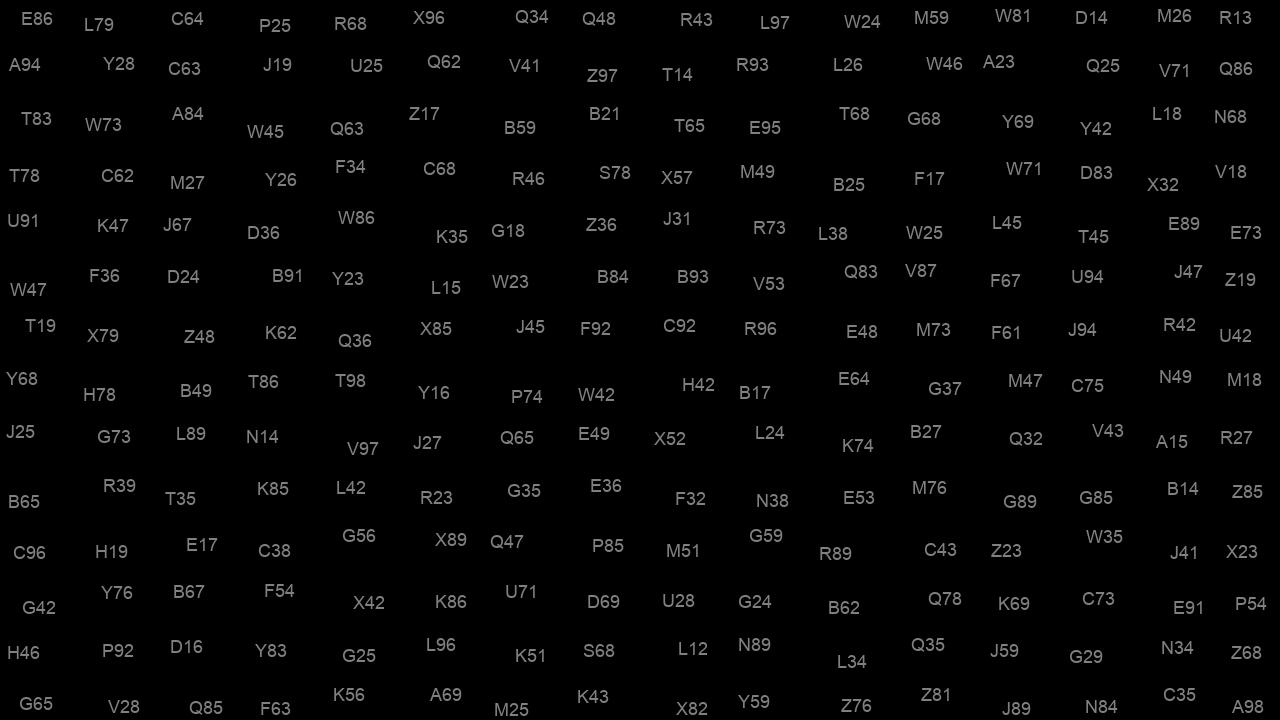 E86 L79 C64 P25 R68 X96 Q34 Q48 R43 L97 W24 M59 W81 D14 M26 R13
A94 Y28 C63 J19 U25 Q62 V41 Z97 T14 R93 L26 W46 A23 Q25 V71 Q86
T83 W73 A84 W45 Q63 Z17 B59 B21 T65 E95 T68 G68 Y69 Y42 L18 N68
T78 C62 M27 Y26 F34 C68 R46 S78 X57 M49 B25 F17 W71 D83 X32 V18
U91 K47 J67 D36 W86 K35 G18 Z36 J31 R73 L38 W25 L45 T45 E89 E73
W47 F36 D24 B91 Y23 L15 W23 B84 B93 V53 Q83 V87 F67 U94 J47 Z19
T19 X79 Z48 K62 Q36 X85 J45 F92 C92 R96 E48 M73 F61 J94 R42 U42
Y68 H78 B49 T86 T98 Y16 P74 W42 H42 B17 E64 G37 M47 C75 N49 M18
J25 G73 L89 N14 V97 J27 Q65 E49 X52 L24 K74 B27 Q32 V43 A15 R27
B65 R39 T35 K85 L42 R23 G35 E36 F32 N38 E53 M76 G89 G85 B14 Z85
C96 H19 E17 C38 G56 X89 Q47 P85 M51 G59 R89 C43 Z23 W35 J41 X23
G42 Y76 B67 F54 X42 K86 U71 D69 U28 G24 B62 Q78 K69 C73 E91 P54
H46 P92 D16 Y83 G25 L96 K51 S68 L12 N89 L34 Q35 J59 G29 N34 Z68
G65 V28 Q85 F63 K56 A69 M25 K43 X82 Y59 Z76 Z81 J89 N84 C35 A98